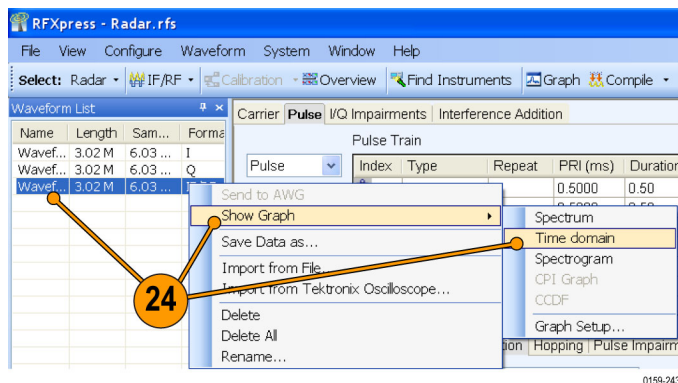 RFXpress - Radar.rfs
File View Configure Waveform System Window Help
Select: Radar IF/RF Calibration Overview Find Instruments Graph Compile
Waveform List
Carrier Pulse I/Q Impairments Interference Addition
Pulse Train
Name Length Sam... Forma
Pulse Index Type Repeat PRI (ms) Duration
Wavef... 3.02 M 6.03 ... I
Wavef... 3.02 M 6.03 ... Q
Wavef... 3.02 M 6.03 ...
0.5000 0.50
Send to AWG
Show Graph
Save Data as...
Import from File...
Import from Tektronix Oscilloscope...
Delete
Delete All
Rename...
Spectrum
Time domain
Spectrogram
CPI Graph
CCDF
Graph Setup...
Hopping Pulse Impairm
24
0159-243